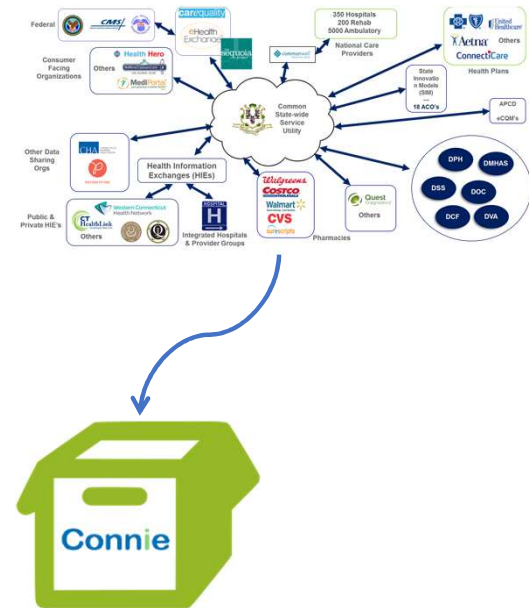 Federal
CMS
carequality
eHealth
Exchange
sequoia
commonwell
350 Hospitals
200 Rehab
5000 Ambulatory
National Care
Providers
UnitedHealthcare
Aetna
Others
ConnectiCare
Health Plans
Consumer
Facing
Organizations
Health Hero
Others
MediPortal
Common
State-wide
Service
Utility
State
Innovatio
n Models
(SIM)
—
18 ACO's
APCD
eCQM's
Other Data
Sharing
Orgs
CHA
Health Information
Exchanges (HIEs)
Public &
Private HIE's
Western Connecticut
Health Network
CT
HealthLink
Others
HOSPITAL
H
Integrated Hospitals
& Provider Groups
Walgreens
COSTCO
Walmart
CVS
surescripts
Pharmacies
Quest
Diagnostics
Others
DPH
DMHAS
DSS
DOC
DCF
DVA
Connie